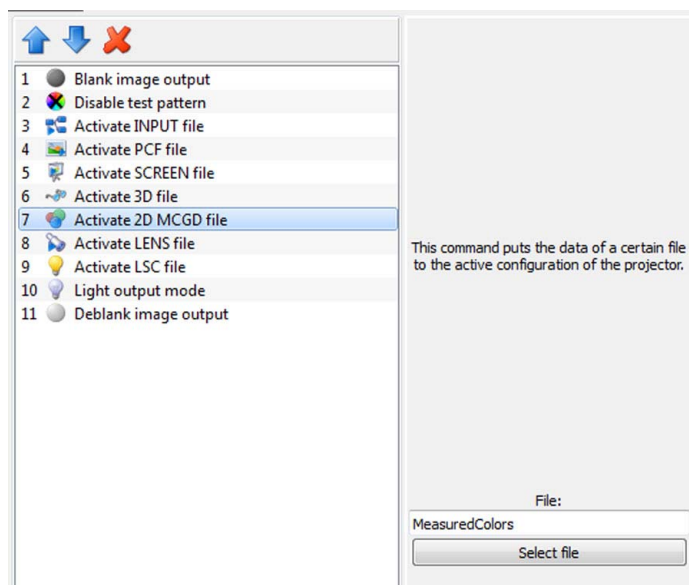 1 Blank image output
2 Disable test pattern
3 Activate INPUT file
4 Activate PCF file
5 Activate SCREEN file
6 Activate 3D file
7 Activate 2D MCGD file
8 Activate LENS file
9 Activate LSC file
10 Light output mode
11 Deblank image output
This command puts the data of a certain file
to the active configuration of the projector.
File:
MeasuredColors
Select file